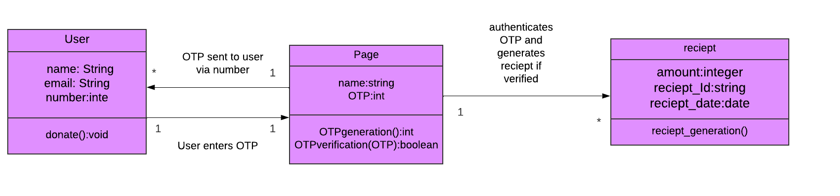 User
name: String
email: String
number:inte
donate():void
*
OTP sent to user
via number
1
1
User enters OTP
1
Page
name:string
OTP:int
OTPgeneration():int
OTPverification(OTP):boolean
authenticates
OTP and
generates
reciept if
verified
1
*
reciept
amount:integer
reciept_Id:string
reciept_date:date
reciept_generation()